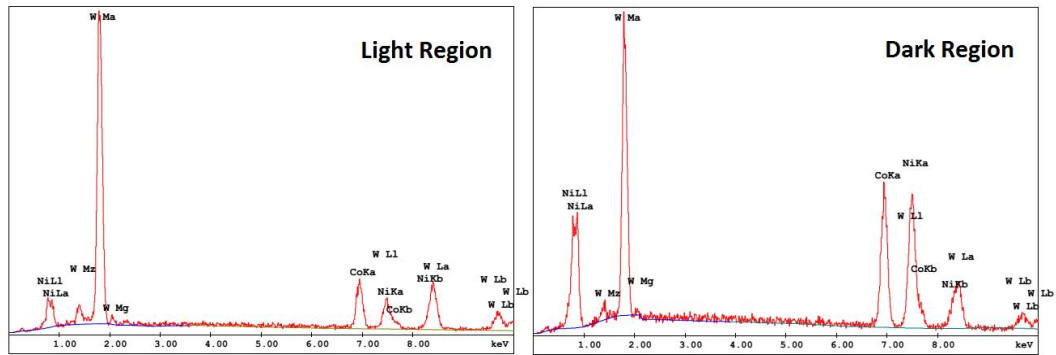 W Ma
Light Region
W Ll
W Mz
CoKa
W La
NiLl
NiKa
NiKb
W Lb
NiLa
W Lb
W Mg
CoKb
W Lb
1.00 2.00 3.00 4.00 5.00 6.00 7.00 8.00 keV
W Ma
Dark Region
NiKa
CoKa
NiLl
NiLa
W Ll
W La
CoKb
W Lb
W Mg
NiKb
W Mz
W Lb
W Lb
1.00 2.00 3.00 4.00 5.00 6.00 7.00 8.00 keV